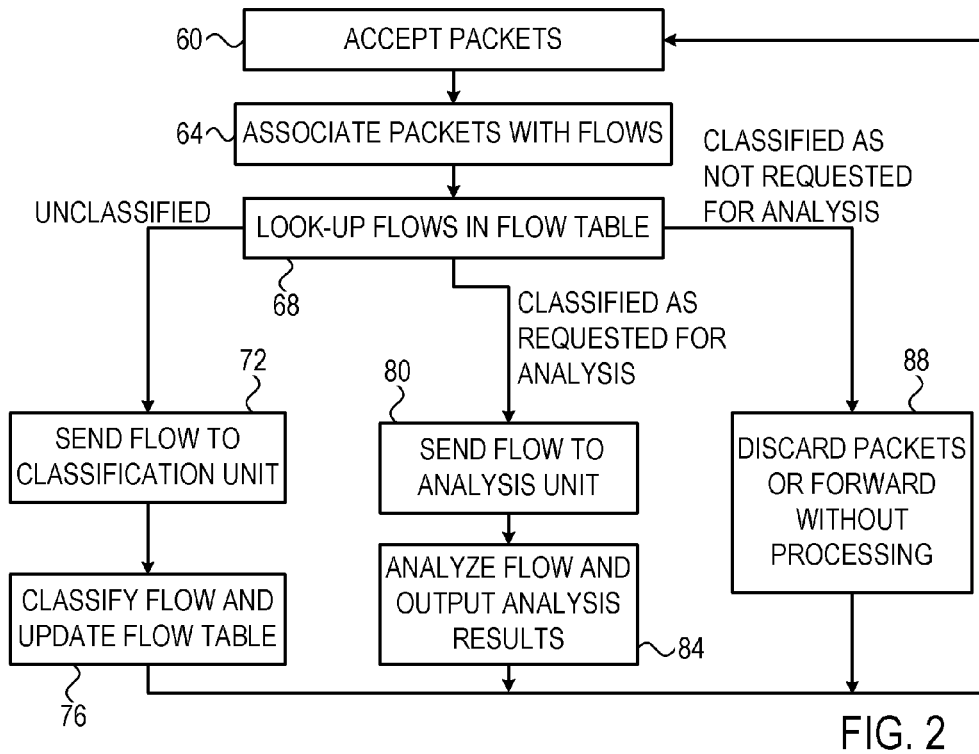 60
ACCEPT PACKETS
64
ASSOCIATE PACKETS WITH FLOWS
CLASSIFIED AS
NOT REQUESTED
FOR ANALYSIS
UNCLASSIFIED
LOOK-UP FLOWS IN FLOW TABLE
68
CLASSIFIED AS
REQUESTED FOR
ANALYSIS
72
SEND FLOW TO
CLASSIFICATION UNIT
80
SEND FLOW TO
ANALYSIS UNIT
88
DISCARD PACKETS
OR FORWARD
WITHOUT
PROCESSING
CLASSIFY FLOW AND
UPDATE FLOW TABLE
76
ANALYZE FLOW AND
OUTPUT ANALYSIS
RESULTS
84
FIG. 2